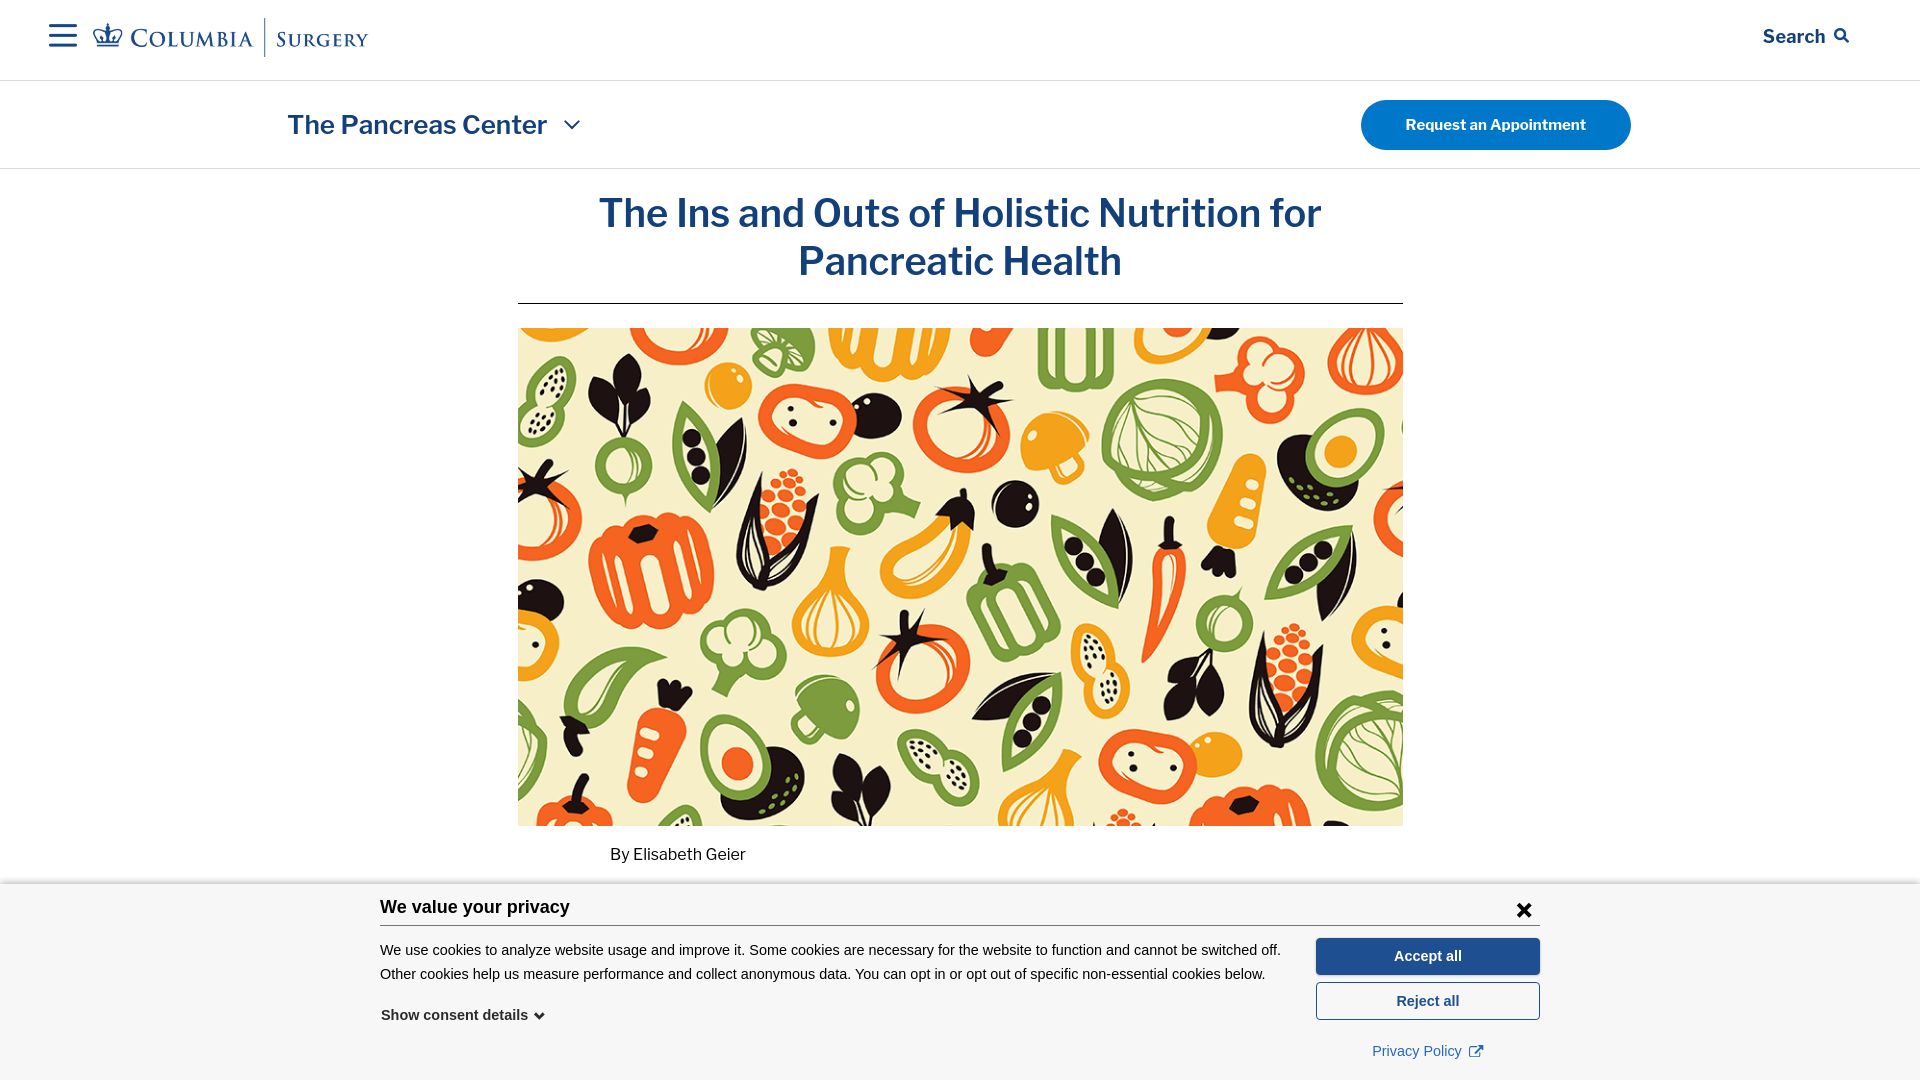 COLUMBIA SURGERY
Search
The Pancreas Center
Request an Appointment
The Ins and Outs of Holistic Nutrition for
Pancreatic Health
By Elisabeth Geier
We value your privacy
We use cookies to analyze website usage and improve it. Some cookies are necessary for the website to function and cannot be switched off.
Other cookies help us measure performance and collect anonymous data. You can opt in or opt out of specific non-essential cookies below.
Accept all
Reject all
Show consent details
Privacy Policy